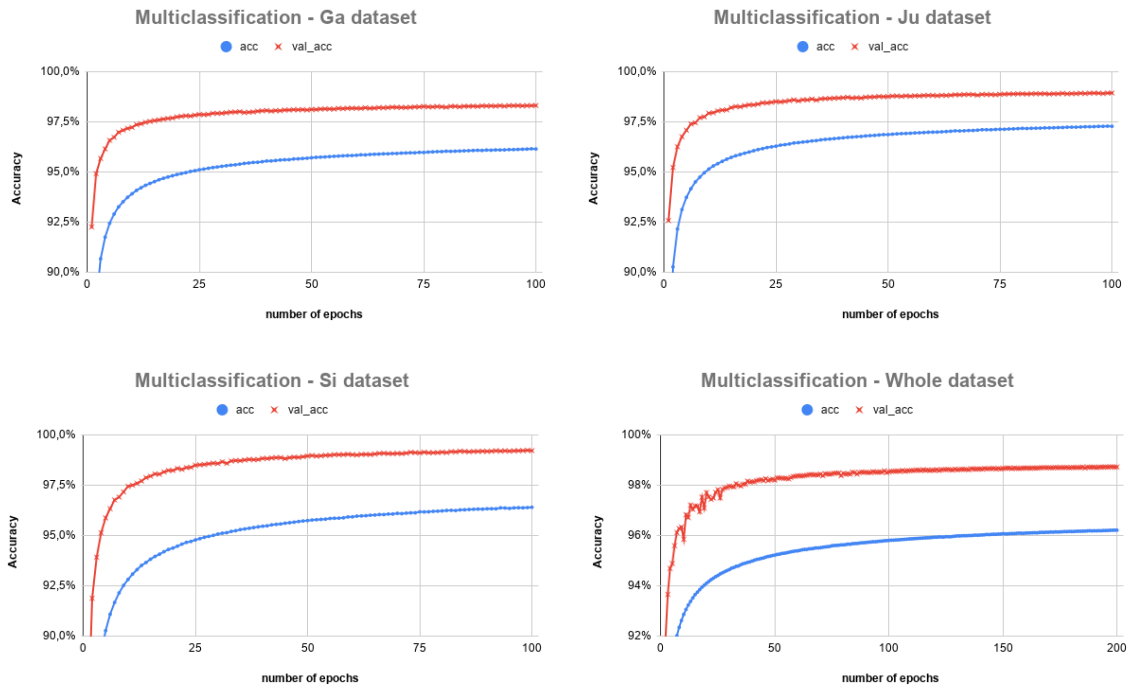 Multiclassification - Ga dataset
acc val_acc
100,0%
97,5%
95,0%
92,5%
90,0%
Accuracy
0 25 50 75 100
number of epochs
Multiclassification - Ju dataset
acc val_acc
100,0%
97,5%
95,0%
92,5%
90,0%
Accuracy
0 25 50 75 100
number of epochs
Multiclassification - Si dataset
acc val_acc
100,0%
97,5%
95,0%
92,5%
90,0%
Accuracy
0 25 50 75 100
number of epochs
Multiclassification - Whole dataset
acc val_acc
100%
98%
96%
94%
92%
Accuracy
0 50 100 150 200
number of epochs